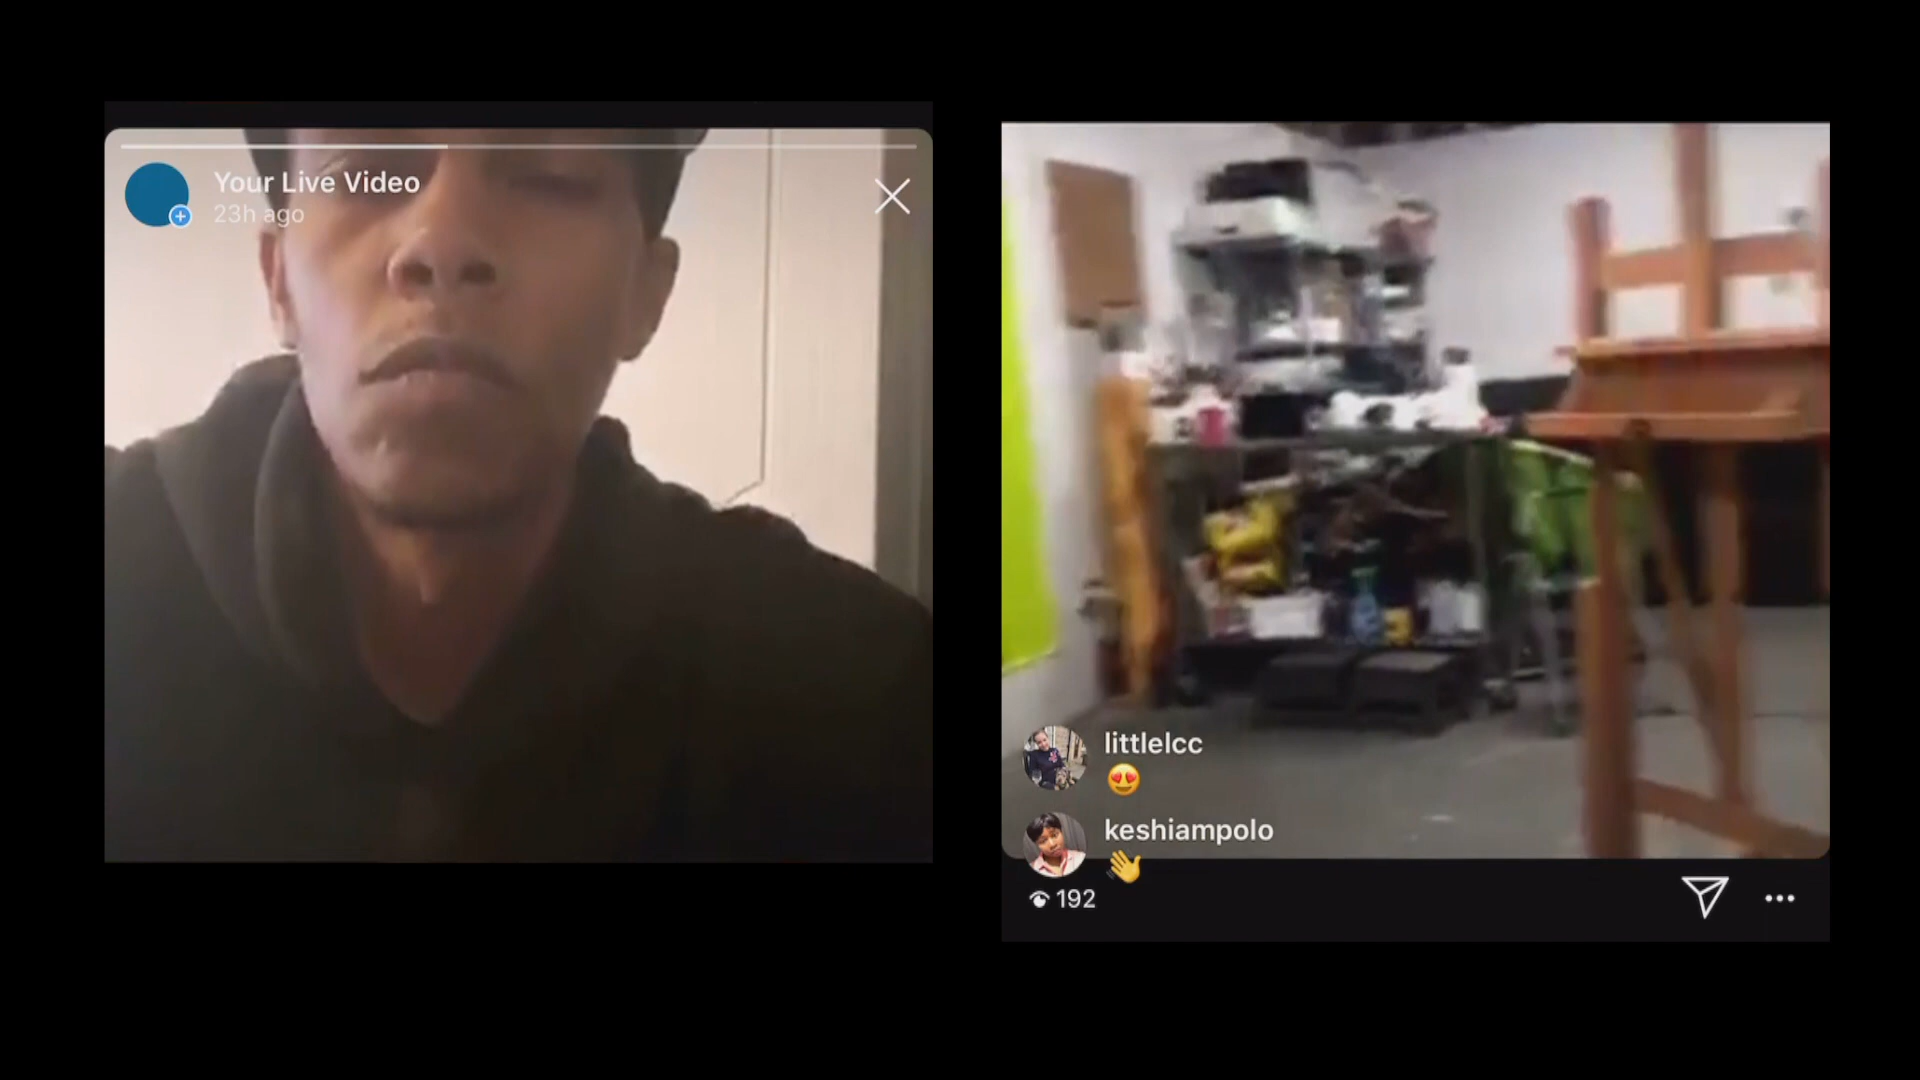 Your Live Video
23h ago
littlelcc
😍
keshiampolo
👋
192